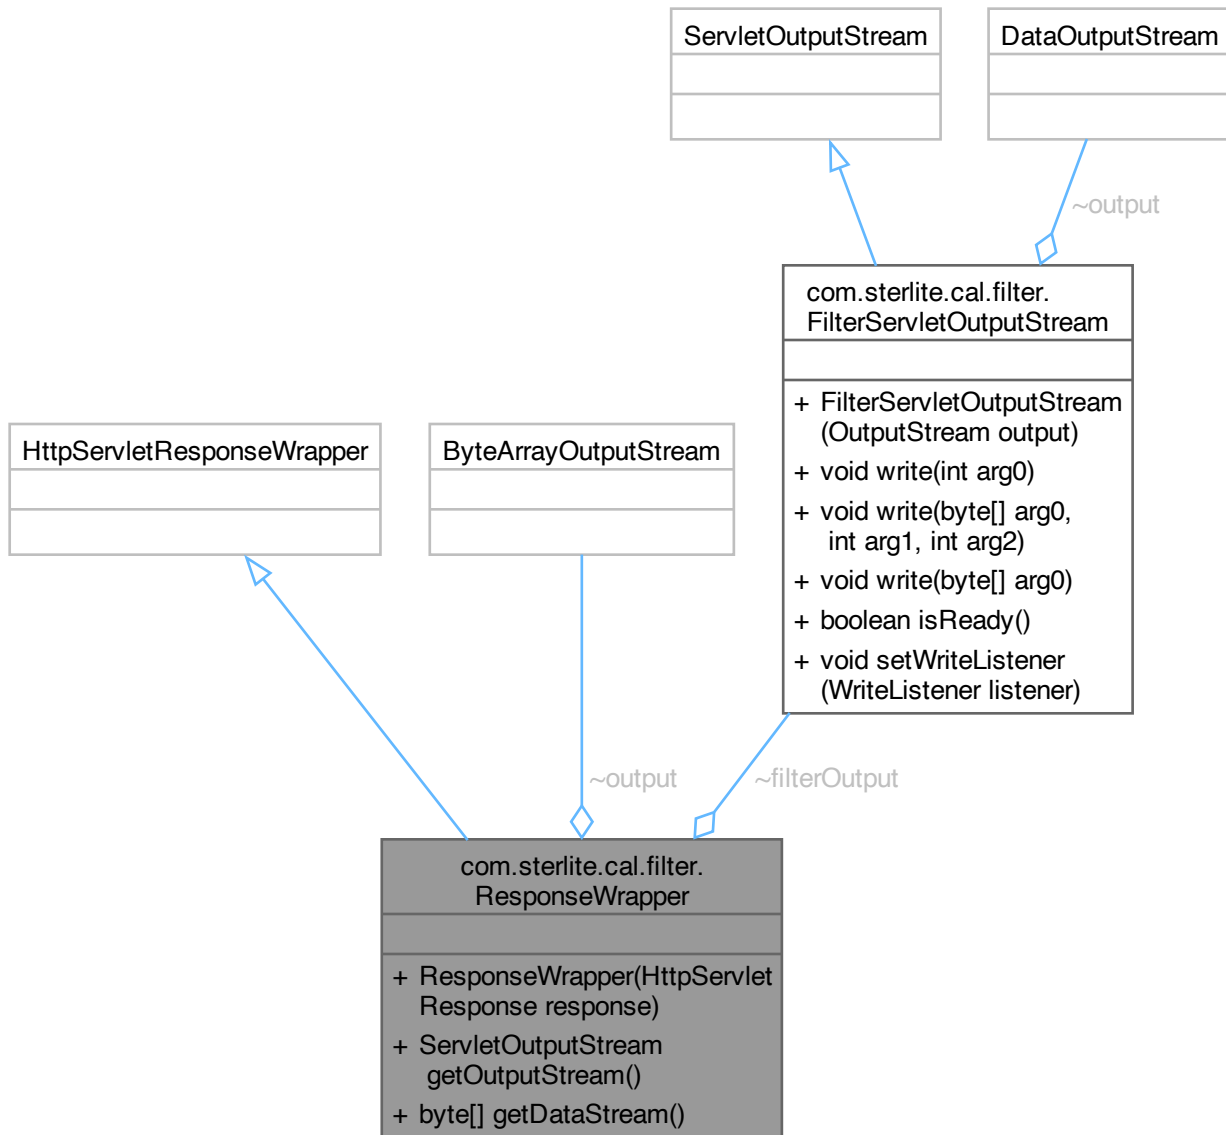 ServletOutputStream
DataOutputStream
~output
com.sterlite.cal.filter.
FilterServletOutputStream
+ FilterServletOutputStream
(OutputStream output)
+ void write(int arg0)
+ void write(byte[] arg0,
int arg1, int arg2)
+ void write(byte[] arg0)
+ boolean isReady()
+ void setWriteListener
(WriteListener listener)
HttpServletResponseWrapper
ByteArrayOutputStream
~output
~filterOutput
com.sterlite.cal.filter.
ResponseWrapper
+ ResponseWrapper(HttpServlet
Response response)
+ ServletOutputStream
getOutputStream()
+ byte[] getDataStream()